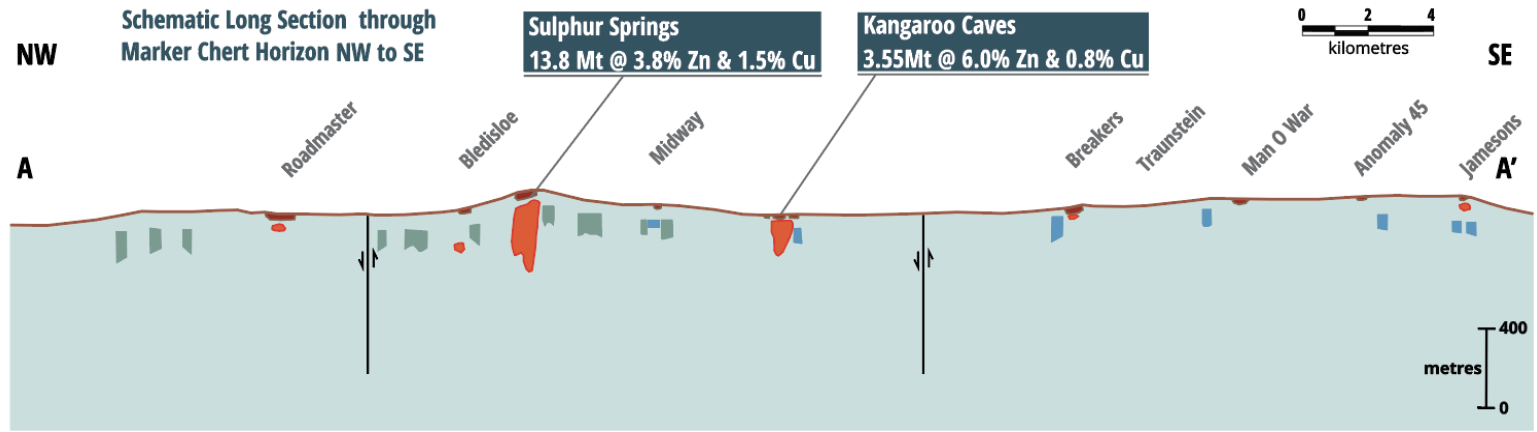 Schematic Long Section through
Marker Chert Horizon NW to SE
NW
Sulphur Springs
13.8 Mt @ 3.8% Zn & 1.5% Cu
Kangaroo Caves
3.55Mt @ 6.0% Zn & 0.8% Cu
0 2 4
kilometres
SE
A
Roadmaster
Bledisloe
Midway
Breakers
Traunstein
Man O War
Anomaly 45
Jamesons
A’
400
metres
0